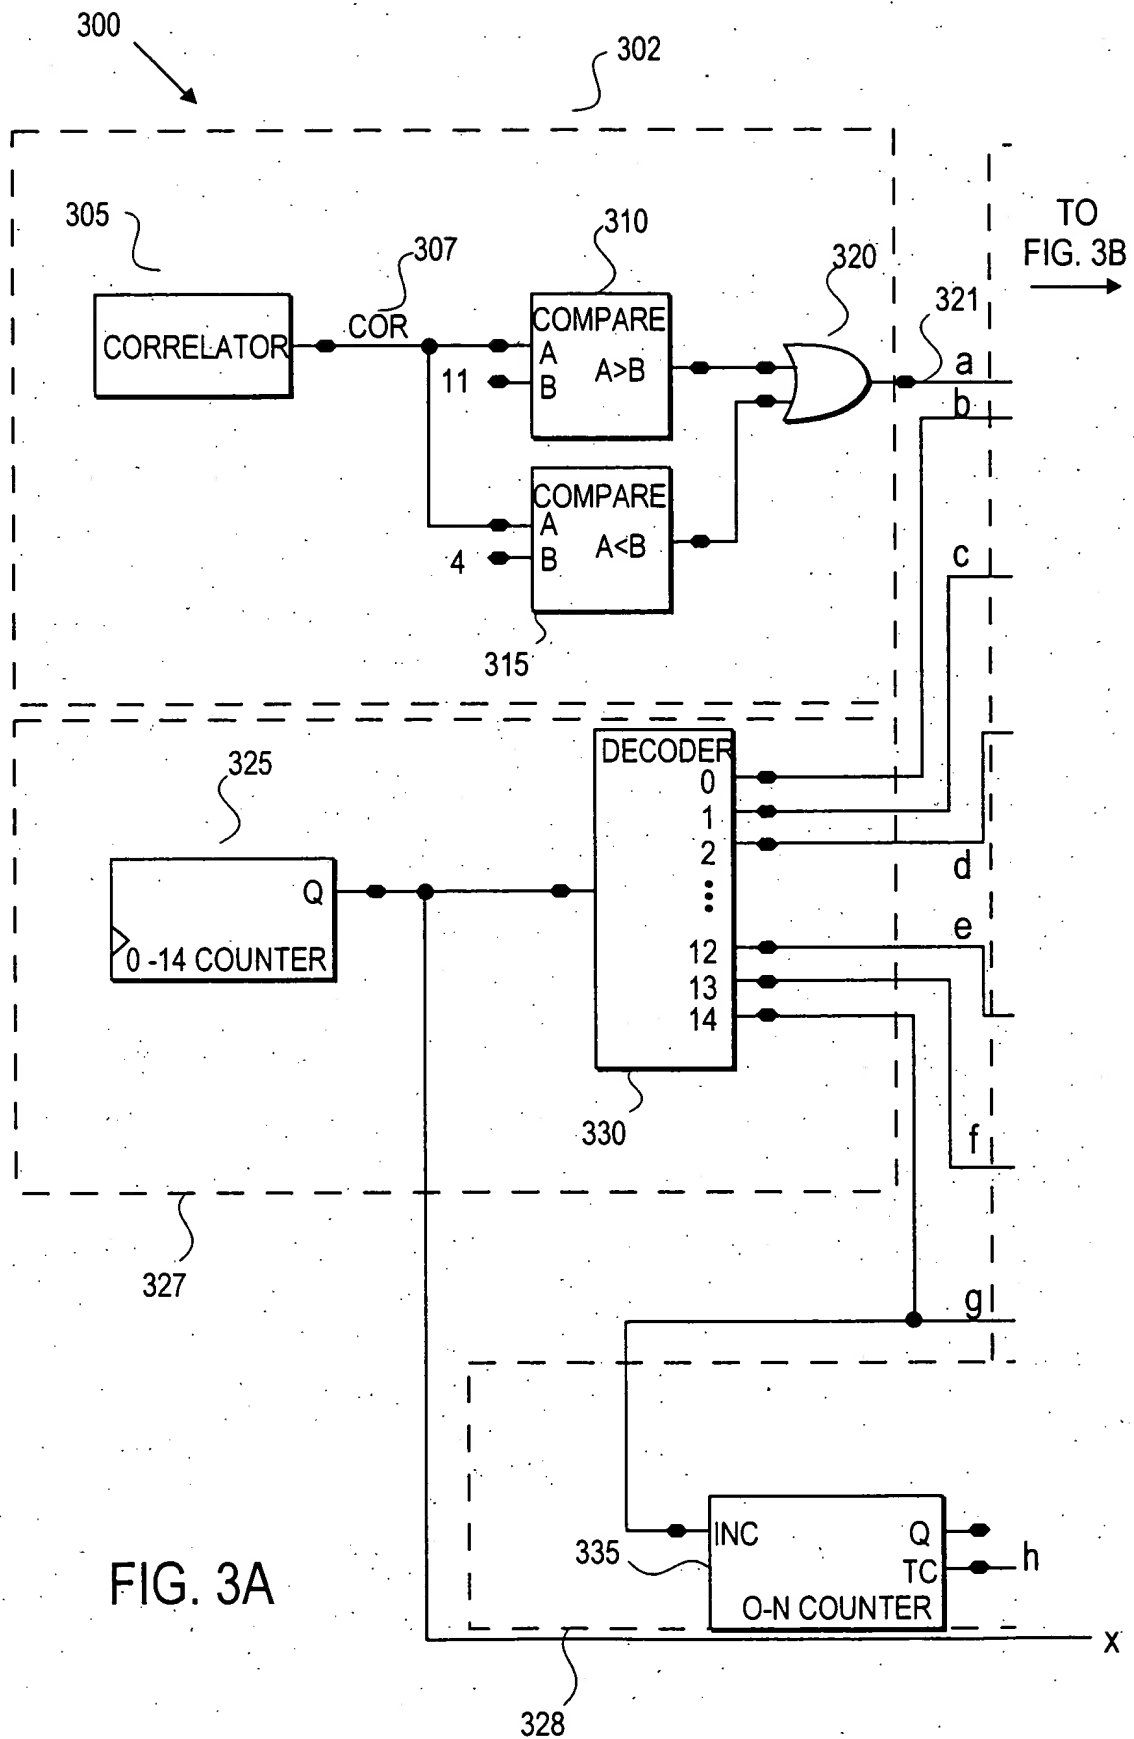 300
302
305
307
310
320
TO
FIG. 3B
321
CORRELATOR
COR
COMPARE
A
A>B
11
B
a
b
COMPARE
A
A<B
4
B
c
315
325
DECODER
0
1
2
d
Q
12
e
0 -14 COUNTER
13
14
330
f
327
g
INC
Q
335
TC
h
O-N COUNTER
FIG. 3A
x
328